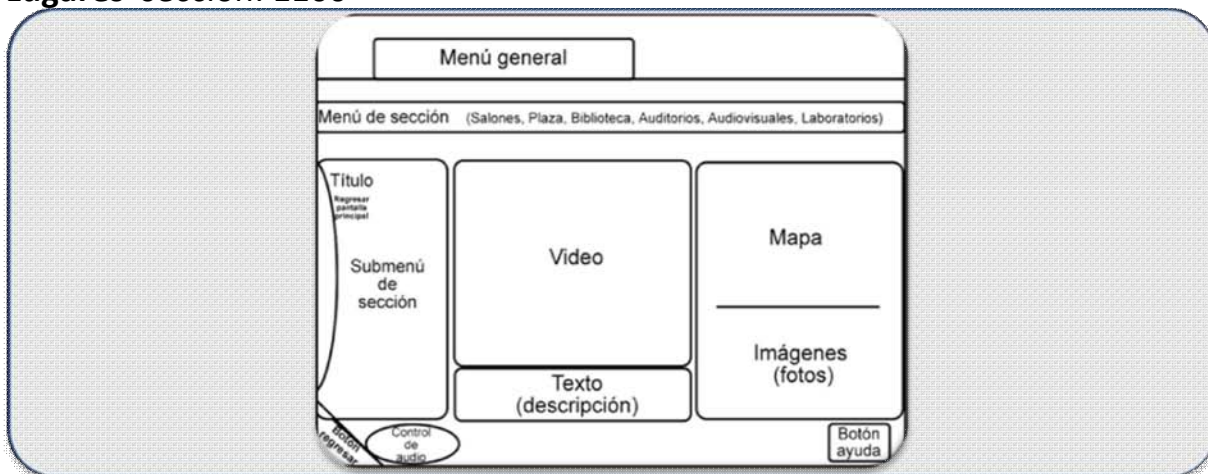 Menú general
Menú de sección (Salones, Plaza, Biblioteca, Auditorios, Audiovisuales, Laboratorios)
Título
Regresar
pantalla
principal
Submenú
de
sección
Video
Texto
(descripción)
Mapa
Imágenes
(fotos)
Botón
regresar
Control
de
audio
Botón
ayuda